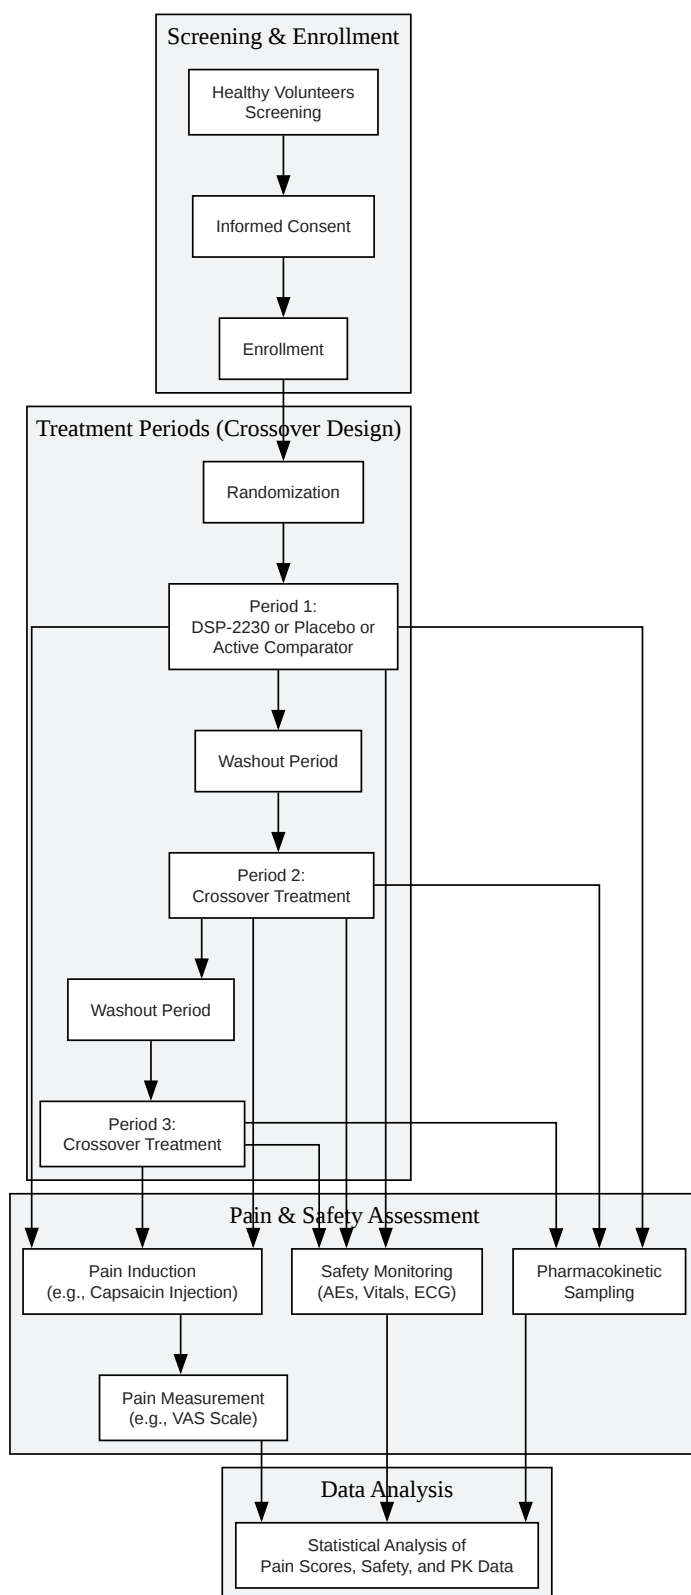 Screening & Enrollment
Healthy Volunteers
Screening
Informed Consent
Enrollment
Treatment Periods (Crossover Design)
Randomization
Period 1:
DSP-2230 or Placebo or
Active Comparator
Washout Period
Period 2:
Crossover Treatment
Washout Period
Period 3:
Crossover Treatment
Pain & Safety Assessment
Pain Induction
(e.g., Capsaicin Injection)
Safety Monitoring
(AEs, Vitals, ECG)
Pharmacokinetic
Sampling
Pain Measurement
(e.g., VAS Scale)
Data Analysis
Statistical Analysis of
Pain Scores, Safety, and PK Data